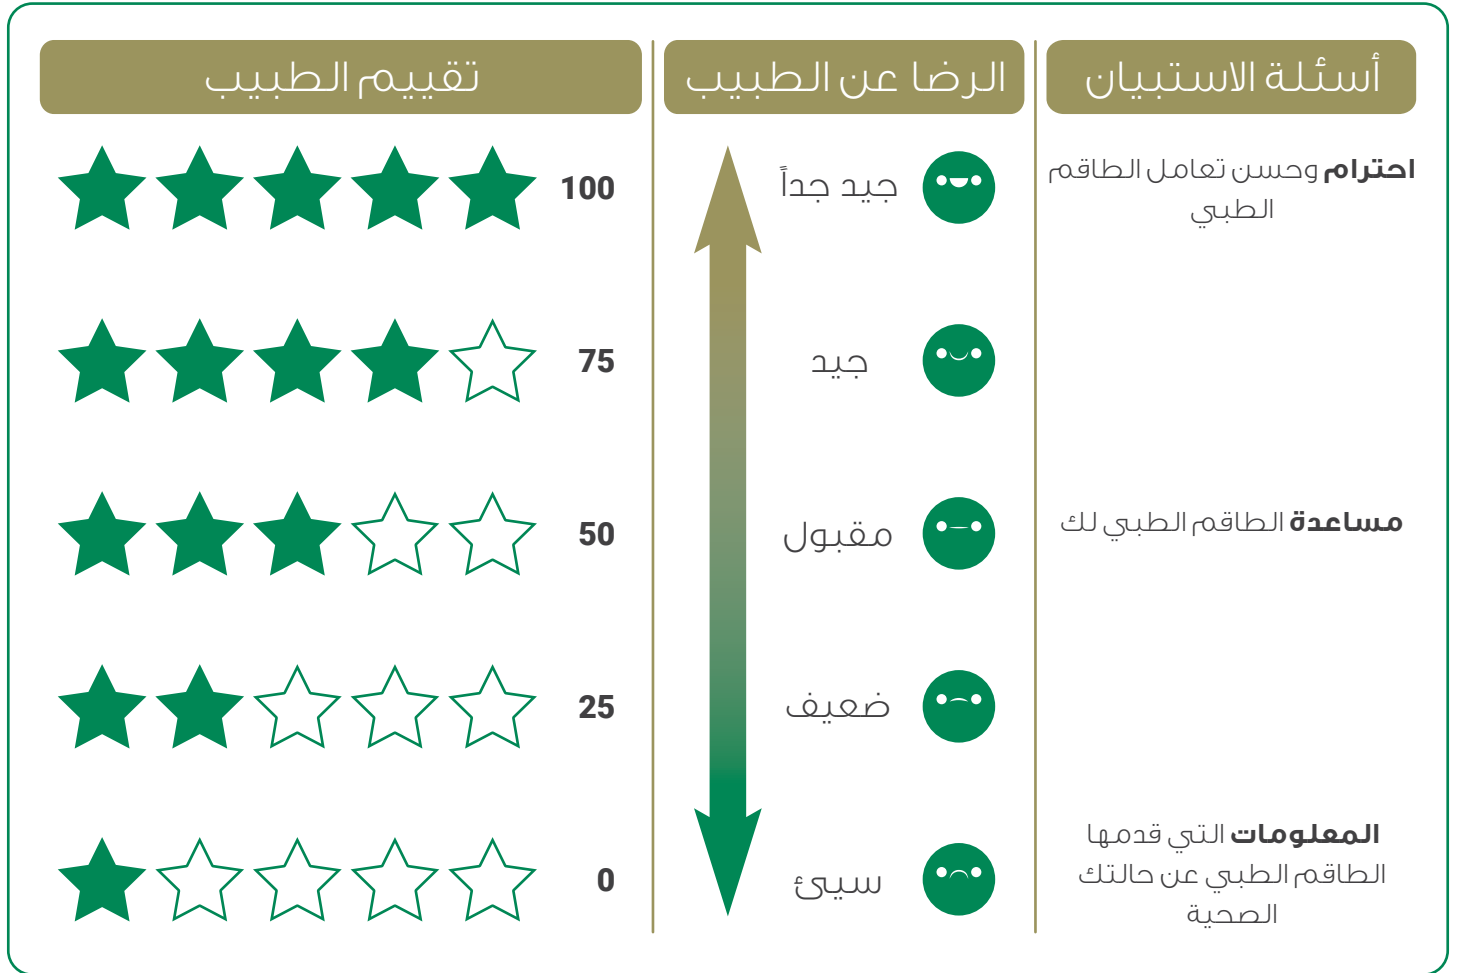 أسئلة الاستبيان
الرضا عن الطبيب
تقييم الطبيب
احترام وحسن تعامل الطاقم
الطبي
جيد جداً
100
جيد
75
مساعدة الطاقم الطبي لك
مقبول
50
ضعيف
25
المعلومات التي قدمها
الطاقم الطبي عن حالتك
الصحية
سيئ
0